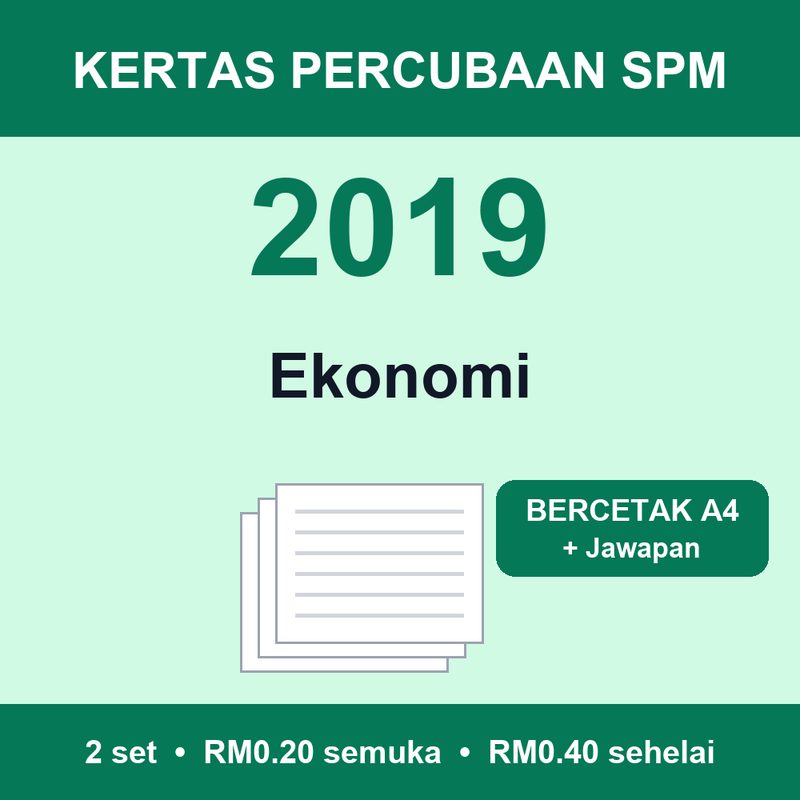 KERTAS PERCUBAAN SPM
2019
Ekonomi
BERCETAK A4
+ Jawapan
2 set • RM0.20 semuka • RM0.40 sehelai